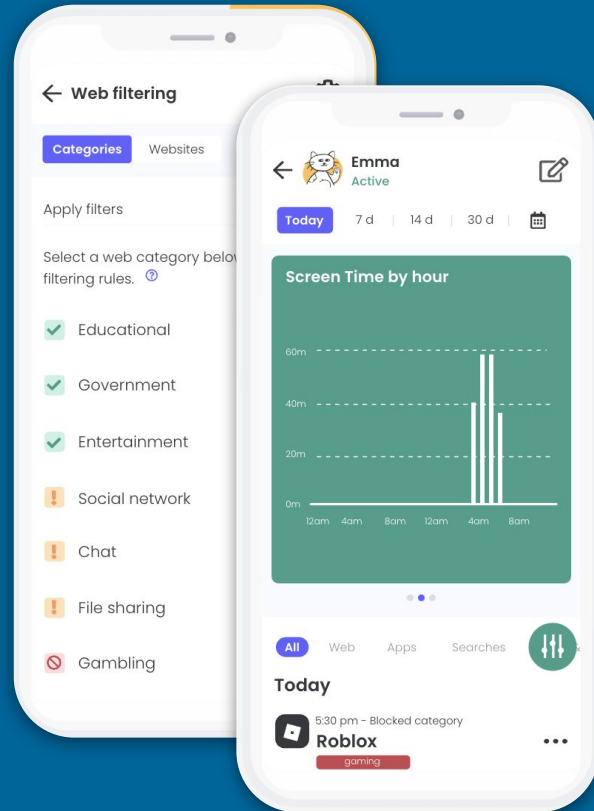 Web filtering
Categories Websites
Apply filters
Select a web category
filtering rules.
Educational
Government
Entertainment
Social network
Chat
File sharing
Gambling
Emma
Active
Today 7 d 14 d 30 d
Screen Time by hour
60m
40m
20m
0m
12am 4am 8am 12am 4am 8am
All Web Apps Searches
Today
5:30 pm - Blocked category
Roblox
gaming